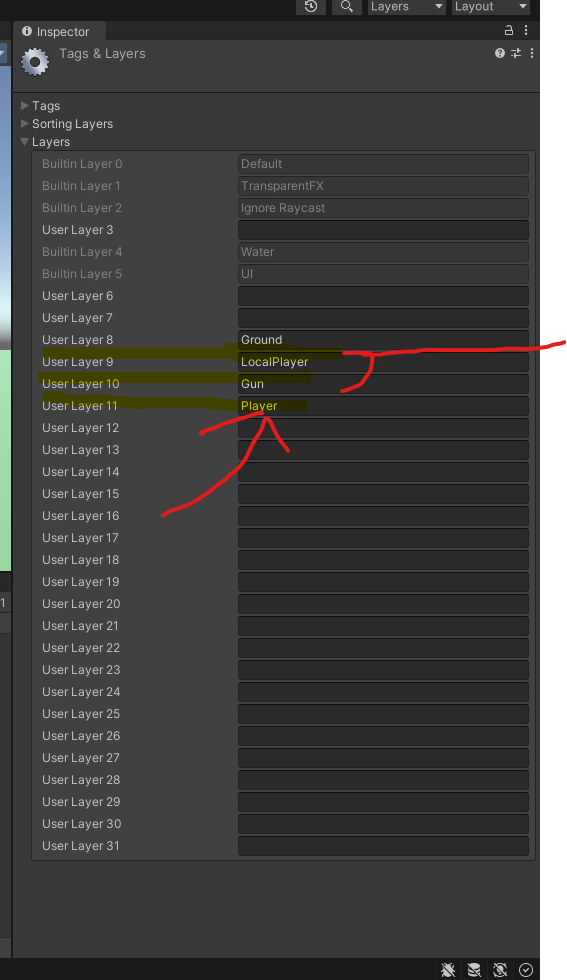 Layers Layout
Inspector
Tags & Layers
Tags
Sorting Layers
Layers
Builtin Layer 0 Default
Builtin Layer 1 TransparentFX
Builtin Layer 2 Ignore Raycast
User Layer 3
Builtin Layer 4 Water
Builtin Layer 5 UI
User Layer 6
User Layer 7
User Layer 8 Ground
User Layer 9 LocalPlayer
User Layer 10 Gun
User Layer 11 Player
User Layer 12
User Layer 13
User Layer 14
User Layer 15
User Layer 16
User Layer 17
User Layer 18
User Layer 19
1 User Layer 20
User Layer 21
User Layer 22
User Layer 23
User Layer 24
User Layer 25
User Layer 26
User Layer 27
User Layer 28
User Layer 29
User Layer 30
User Layer 31